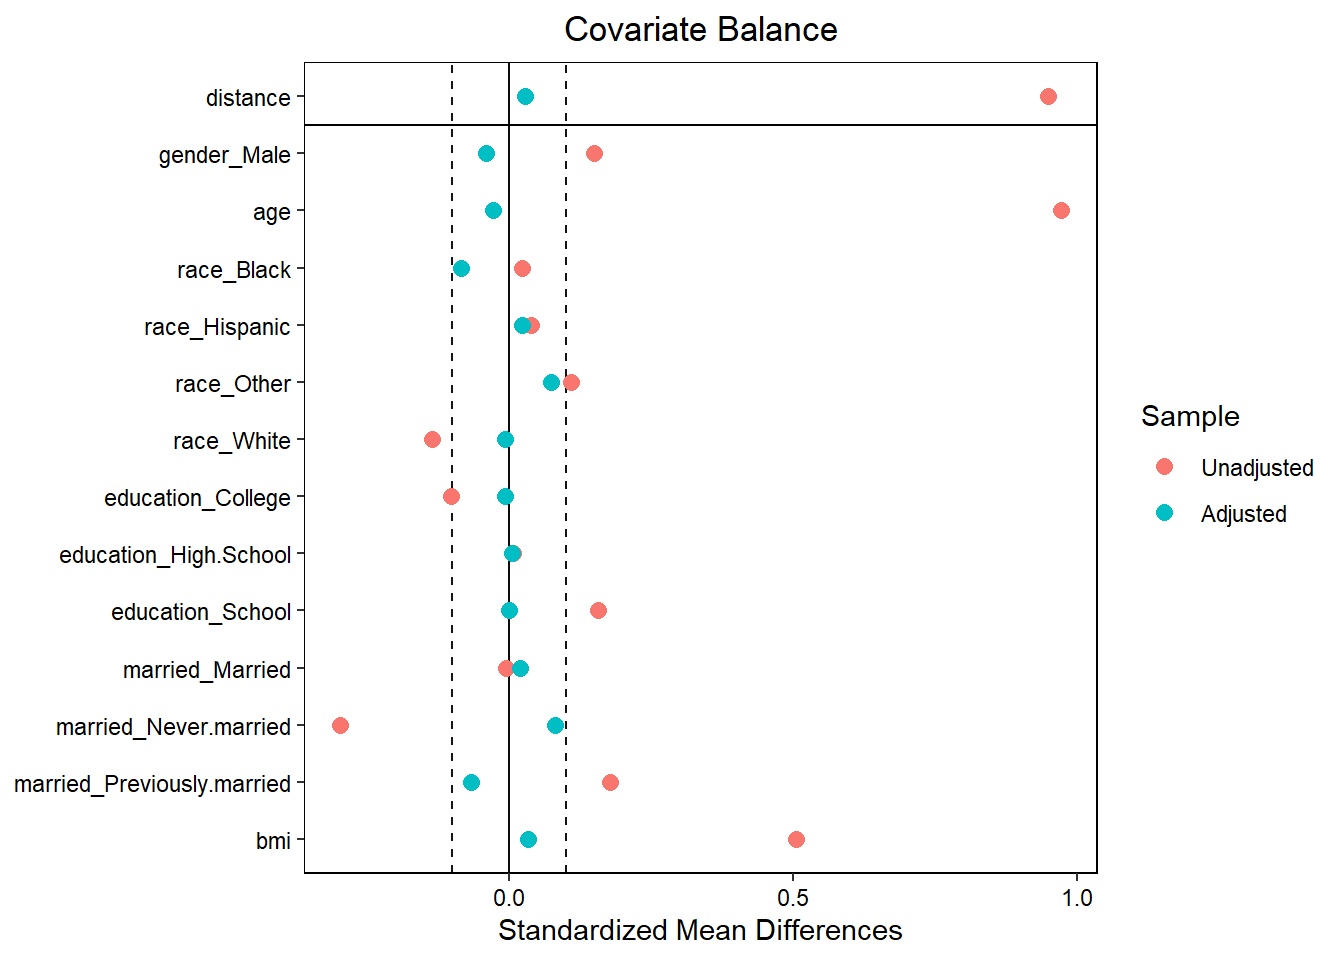 Covariate Balance
distance
gender_Male
age
race_Black
race_Hispanic
race_Other
race_White
education_College
education_High.School
education_School
married_Married
married_Never.married
married_Previously.married
bmi
0.0 0.5 1.0
Standardized Mean Differences
Sample
Unadjusted
Adjusted